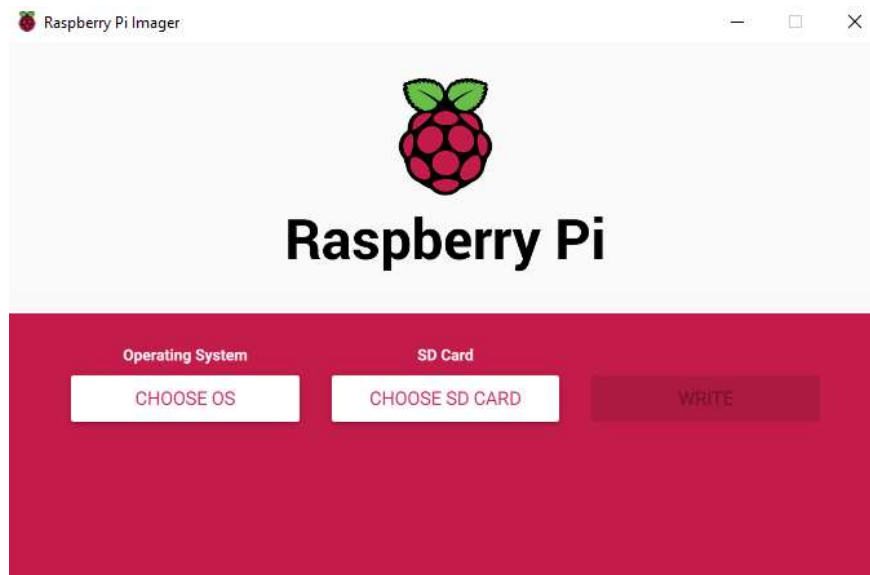 Raspberry Pi Imager
Raspberry Pi
Operating System
SD Card
CHOOSE OS
CHOOSE SD CARD
WRITE